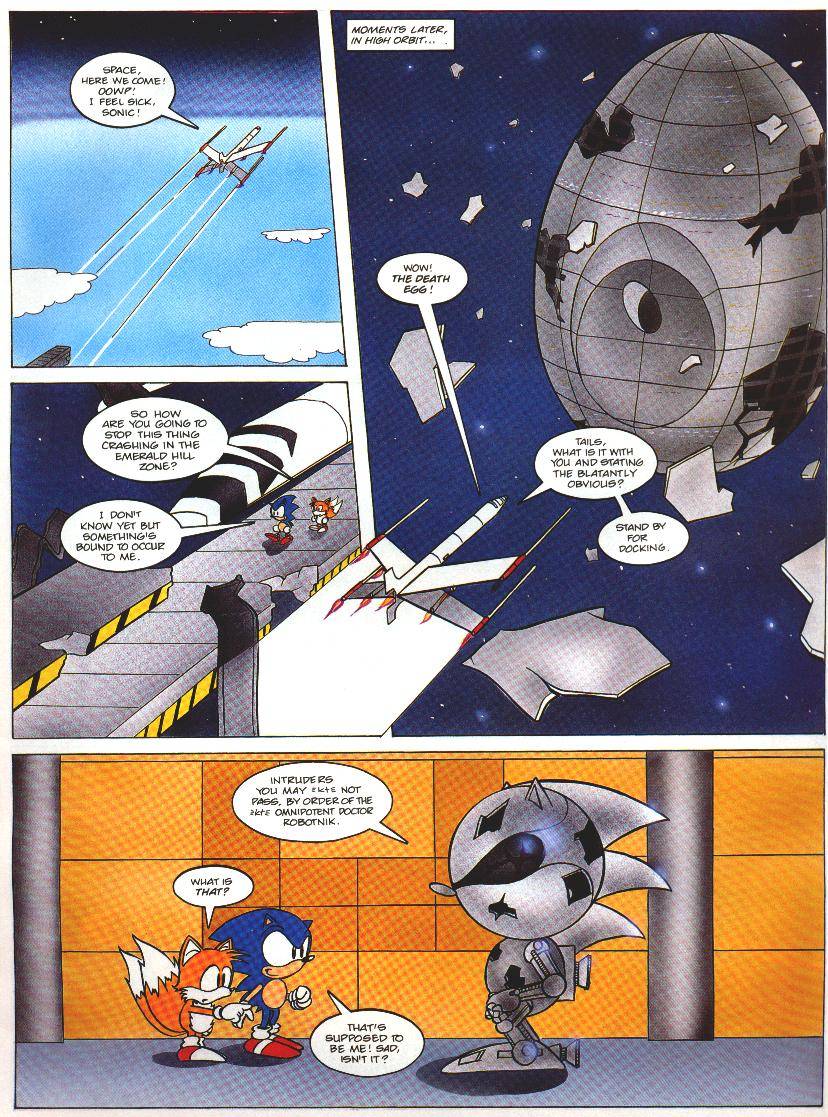 SPACE,
HERE WE COME!
OOWP!
I FEEL SICK,
SONIC!
MOMENTS LATER,
IN HIGH ORBIT...
WOW!
THE DEATH
EGG!
TAILS,
WHAT IS IT WITH
YOU AND STATING
THE BLATANTLY
OBVIOUS?
STAND BY
FOR
DOCKING.
SO HOW
ARE YOU GOING TO
STOP THIS THING
CRASHING IN THE
EMERALD HILL
ZONE?
I DON'T
KNOW YET BUT
SOMETHING'S
BOUND TO OCCUR
TO ME.
INTRUDERS
YOU MAY *kt* NOT
PASS, BY ORDER OF THE
*kt* OMNIPOTENT DOCTOR
ROBOTNIK.
WHAT IS
THAT?
THAT'S
SUPPOSED TO
BE ME! SAD,
ISN'T IT?